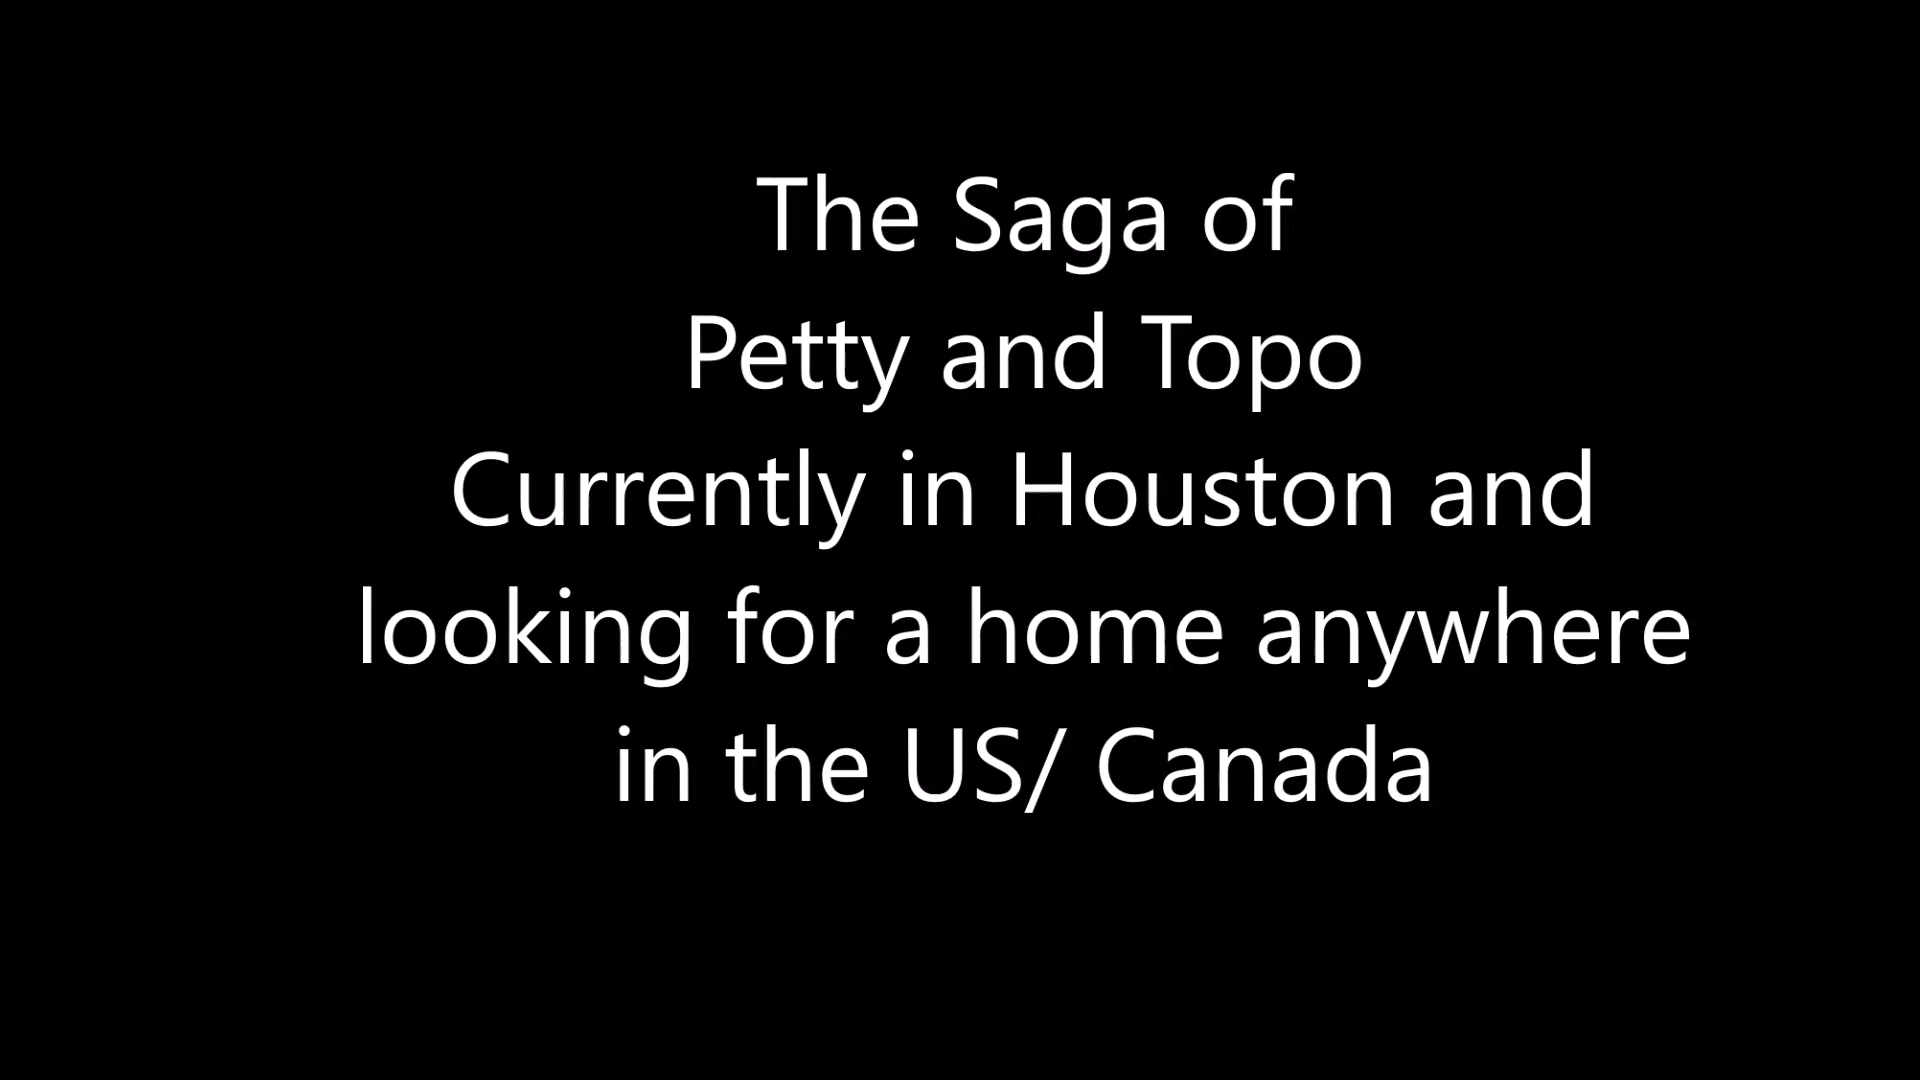 The Saga of
Petty and Topo
Currently in Houston and
looking for a home anywhere
in the US/ Canada